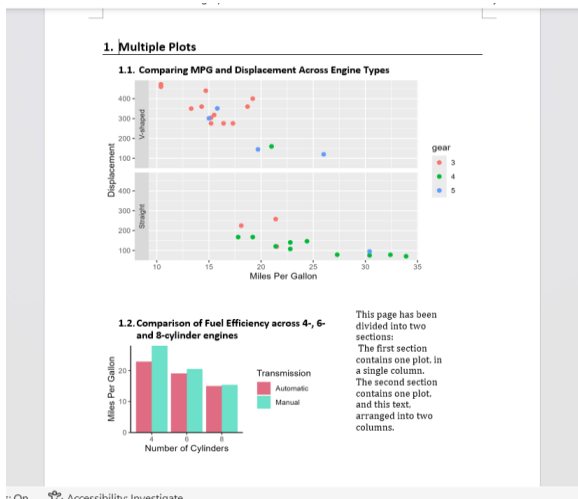 1. Multiple Plots
1.1. Comparing MPG and Displacement Across Engine Types
400
300
200
100
V-shaped
Displacement
400
300
200
100
Straight
10 15 20 25 30 35
Miles Per Gallon
gear
3
4
5
1.2. Comparison of Fuel Efficiency across 4-, 6-
and 8-cylinder engines
Miles Per Gallon
20
10
0
4 6 8
Number of Cylinders
Transmission
Automatic
Manual
This page has been
divided into two
sections:
The first section
contains one plot, in
a single column.
The second section
contains one plot,
and this text,
arranged into two
columns.
On Accessibility: Investigate